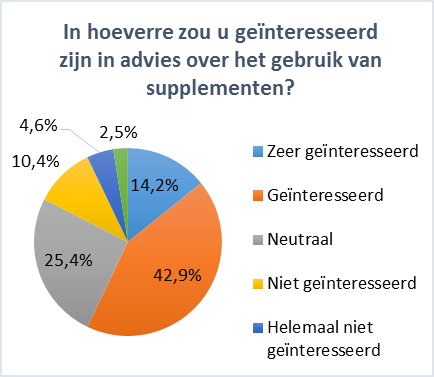 In hoeverre zou u geïnteresseerd
zijn in advies over het gebruik van
supplementen?
4,6%
2,5%
10,4%
14,2%
25,4%
42,9%
Zeer geïnteresseerd
Geïnteresseerd
Neutraal
Niet geïnteresseerd
Helemaal niet
geïnteresseerd